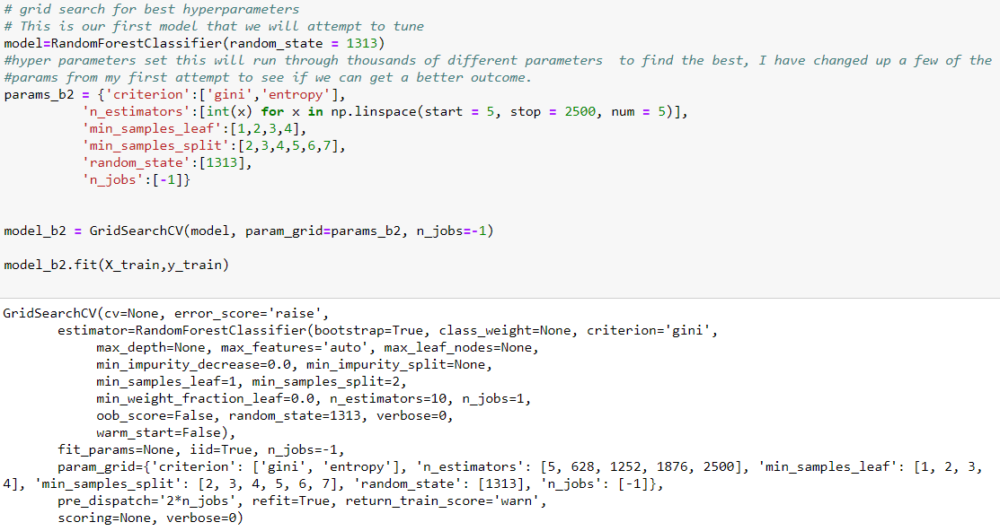 # grid search for best hyperparameters
# This is our first model that we will attempt to tune
model=RandomForestClassifier(random_state = 1313)
#hyper parameters set this will run through thousands of different parameters  to find the best, I have changed up a few of the
#params from my first attempt to see if we can get a better outcome.
params_b2 = {'criterion':['gini','entropy'],
'n_estimators':[int(x) for x in np.linspace(start = 5, stop = 2500, num = 5)],
'min_samples_leaf':[1,2,3,4],
'min_samples_split':[2,3,4,5,6,7],
'random_state':[1313],
'n_jobs':[-1]}
model_b2 = GridSearchCV(model, param_grid=params_b2, n_jobs=-1)
model_b2.fit(X_train,y_train)
GridSearchCV(cv=None, error_score='raise',
estimator=RandomForestClassifier(bootstrap=True, class_weight=None, criterion='gini',
max_depth=None, max_features='auto', max_leaf_nodes=None,
min_impurity_decrease=0.0, min_impurity_split=None,
min_samples_leaf=1, min_samples_split=2,
min_weight_fraction_leaf=0.0, n_estimators=10, n_jobs=1,
oob_score=False, random_state=1313, verbose=0,
warm_start=False),
fit_params=None, iid=True, n_jobs=-1,
param_grid={'criterion': ['gini', 'entropy'], 'n_estimators': [5, 628, 1252, 1876, 2500], 'min_samples_leaf': [1, 2, 3,
4], 'min_samples_split': [2, 3, 4, 5, 6, 7], 'random_state': [1313], 'n_jobs': [-1]},
pre_dispatch='2*n_jobs', refit=True, return_train_score='warn',
scoring=None, verbose=0)